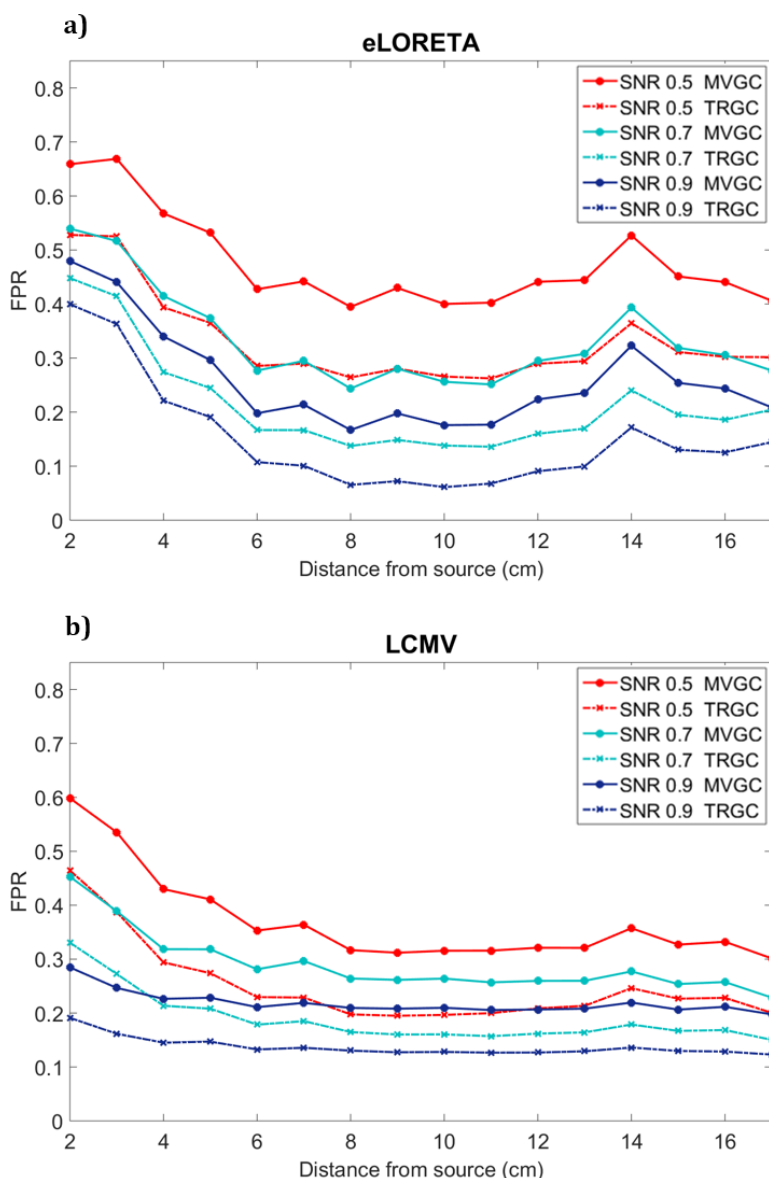 a)
eLORETA
SNR 0.5 MVGC
SNR 0.5 TRGC
SNR 0.7 MVGC
SNR 0.7 TRGC
SNR 0.9 MVGC
SNR 0.9 TRGC
0.8
0.7
0.6
0.5
0.4
0.3
0.2
0.1
0
FPR
2 4 6 8 10 12 14 16
Distance from source (cm)
b)
LCMV
SNR 0.5 MVGC
SNR 0.5 TRGC
SNR 0.7 MVGC
SNR 0.7 TRGC
SNR 0.9 MVGC
SNR 0.9 TRGC
0.8
0.7
0.6
0.5
0.4
0.3
0.2
0.1
0
FPR
2 4 6 8 10 12 14 16
Distance from source (cm)